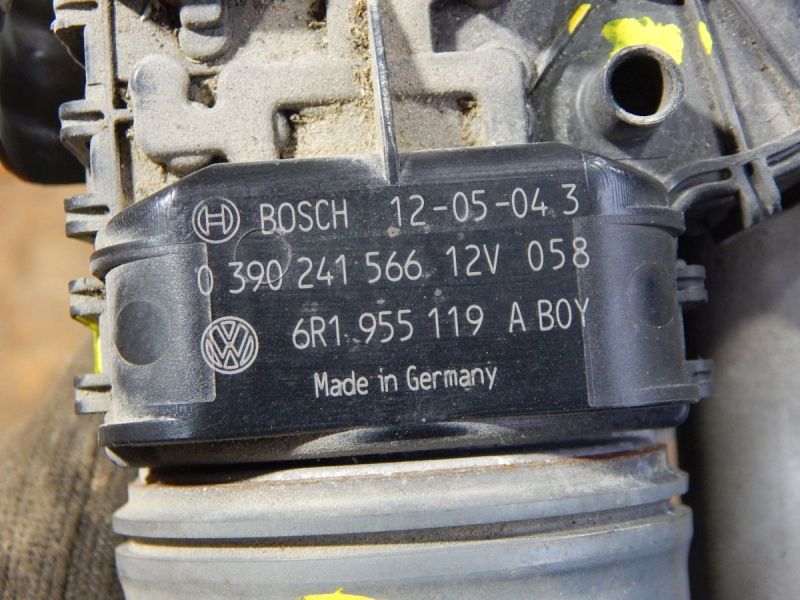 BOSCH 12-05-04 3
0 390 241 566 12V 058
6R1 955 119 A BOY
Made in Germany